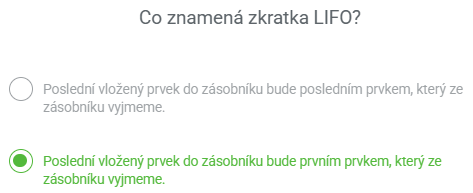 Co znamená zkratka LIFO?
Poslední vložený prvek do zásobníku bude posledním prvkem, který ze
zásobníku vyjmeme.
Poslední vložený prvek do zásobníku bude prvním prvkem, který ze
zásobníku vyjmeme.